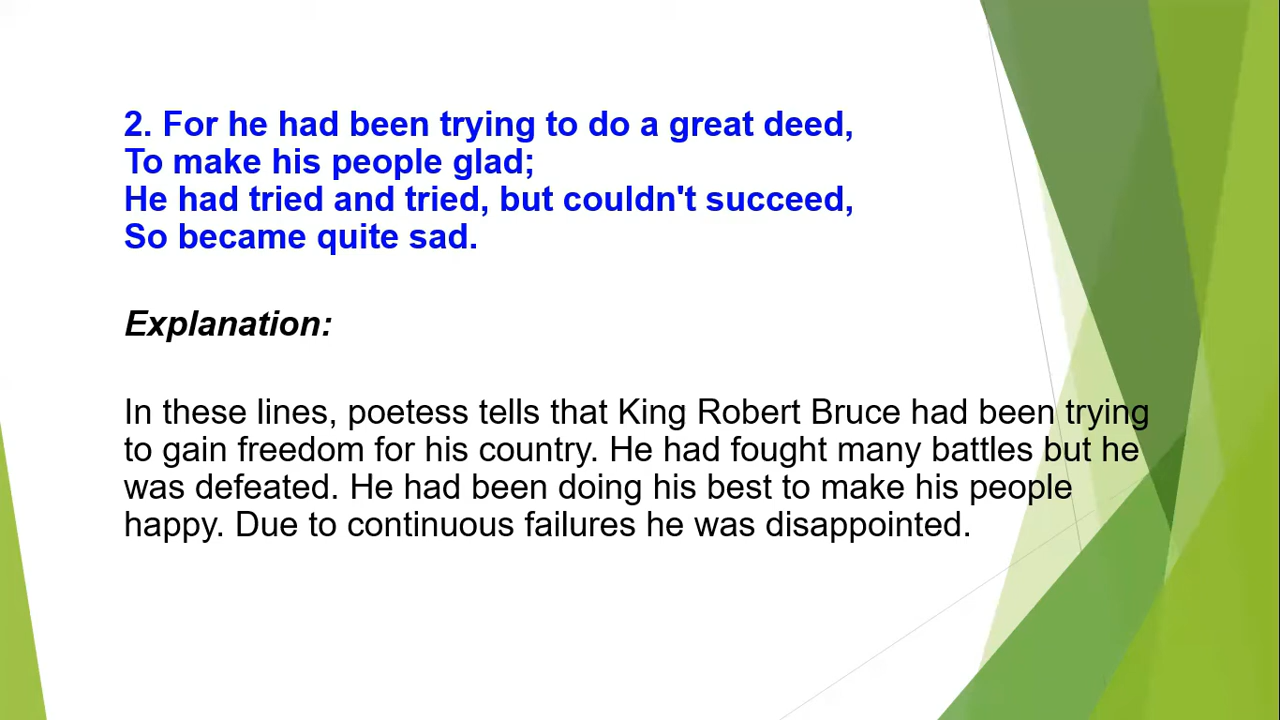 2. For he had been trying to do a great deed,
To make his people glad;
He had tried and tried, but couldn't succeed,
So became quite sad.
Explanation:
In these lines, poetess tells that King Robert Bruce had been trying
to gain freedom for his country. He had fought many battles but he
was defeated. He had been doing his best to make his people
happy. Due to continuous failures he was disappointed.